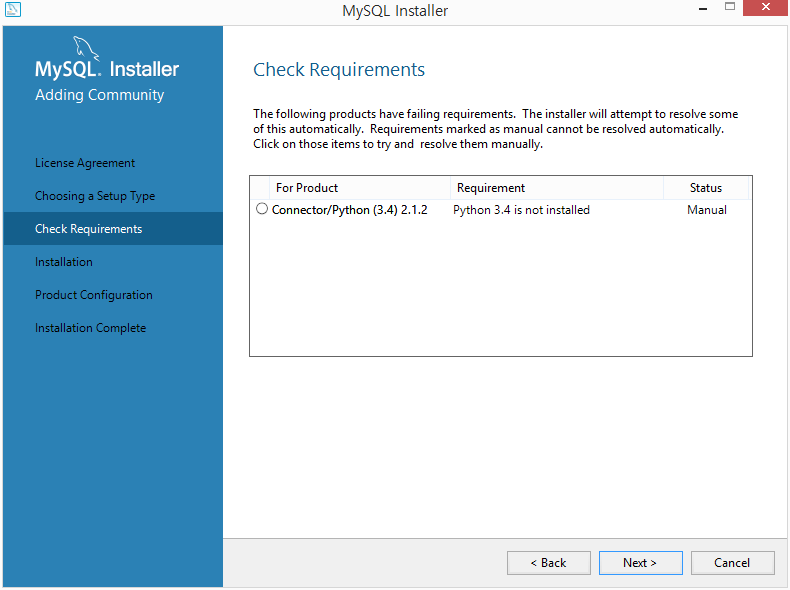 MySQL Installer
MySQL. Installer
Adding Community
License Agreement
Choosing a Setup Type
Check Requirements
Installation
Product Configuration
Installation Complete
Check Requirements
The following products have failing requirements.  The installer will attempt to resolve some
of this automatically.  Requirements marked as manual cannot be resolved automatically.
Click on those items to try and  resolve them manually.
For Product Requirement Status
Connector/Python (3.4) 2.1.2 Python 3.4 is not installed Manual
< Back Next > Cancel